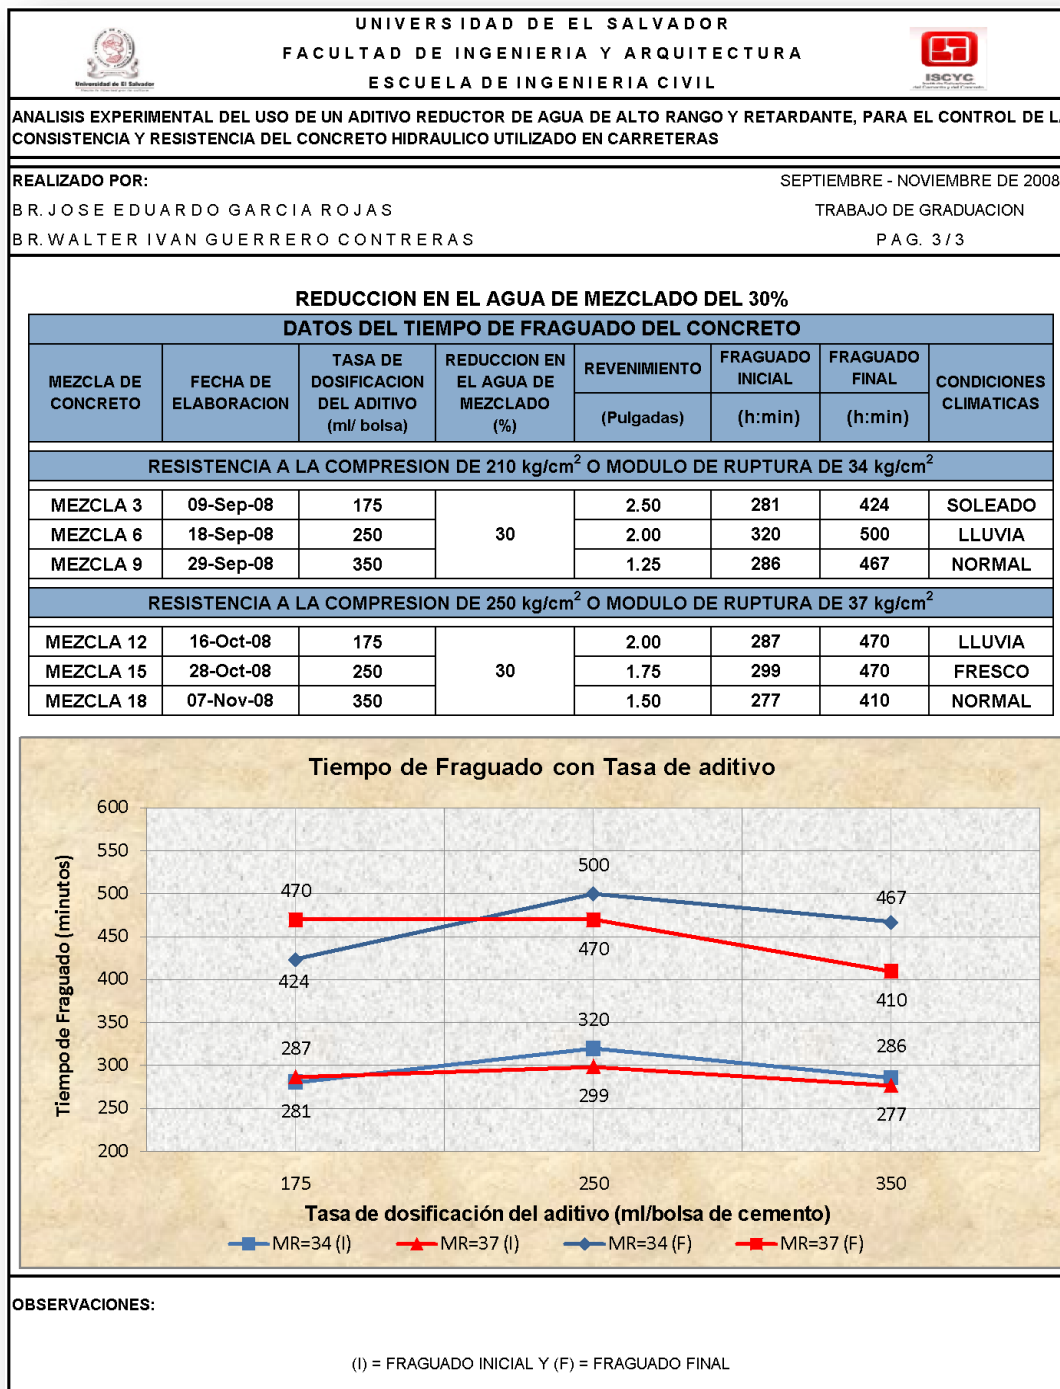 UNIVERSIDAD DE EL SALVADOR
FACULTAD DE INGENIERIA Y ARQUITECTURA
ESCUELA DE INGENIERIA CIVIL
Universidad de El Salvador
ISCYC
ANALISIS EXPERIMENTAL DEL USO DE UN ADITIVO REDUCTOR DE AGUA DE ALTO RANGO Y RETARDANTE, PARA EL CONTROL DE LA
CONSISTENCIA Y RESISTENCIA DEL CONCRETO HIDRAULICO UTILIZADO EN CARRETERAS
REALIZADO POR: SEPTIEMBRE - NOVIEMBRE DE 2008
BR. JOSE EDUARDO GARCIA ROJAS TRABAJO DE GRADUACION
BR. WALTER IVAN GUERRERO CONTRERAS PAG. 3/3
REDUCCION EN EL AGUA DE MEZCLADO DEL 30%
DATOS DEL TIEMPO DE FRAGUADO DEL CONCRETO
MEZCLA DE CONCRETO FECHA DE ELABORACION TASA DE DOSIFICACION DEL ADITIVO (ml/ bolsa) REDUCCION EN EL AGUA DE MEZCLADO (%) REVENIMIENTO (Pulgadas) FRAGUADO INICIAL (h:min) FRAGUADO FINAL (h:min) CONDICIONES CLIMATICAS
RESISTENCIA A LA COMPRESION DE 210 kg/cm² O MODULO DE RUPTURA DE 34 kg/cm²
MEZCLA 3 09-Sep-08 175 2.50 281 424 SOLEADO
MEZCLA 6 18-Sep-08 250 30 2.00 320 500 LLUVIA
MEZCLA 9 29-Sep-08 350 1.25 286 467 NORMAL
RESISTENCIA A LA COMPRESION DE 250 kg/cm² O MODULO DE RUPTURA DE 37 kg/cm²
MEZCLA 12 16-Oct-08 175 2.00 287 470 LLUVIA
MEZCLA 15 28-Oct-08 250 30 1.75 299 470 FRESCO
MEZCLA 18 07-Nov-08 350 1.50 277 410 NORMAL
Tiempo de Fraguado con Tasa de aditivo
Tiempo de Fraguado (minutos)
600
550
500
450
400
350
300
250
200
470 500 467
424 470 410
287 320 286
281 299 277
175 250 350
Tasa de dosificación del aditivo (ml/bolsa de cemento)
MR=34 (I) MR=37 (I) MR=34 (F) MR=37 (F)
OBSERVACIONES:
(I) = FRAGUADO INICIAL Y (F) = FRAGUADO FINAL